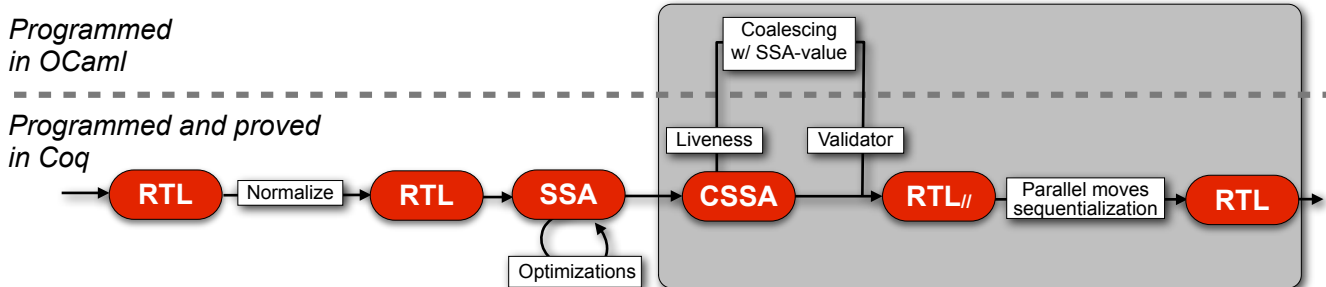 Programmed
in OCaml
Coalescing
w/ SSA-value
Programmed and proved
in Coq
Liveness
Validator
RTL
Normalize
RTL
SSA
CSSA
RTL//
Parallel moves
sequentialization
RTL
Optimizations